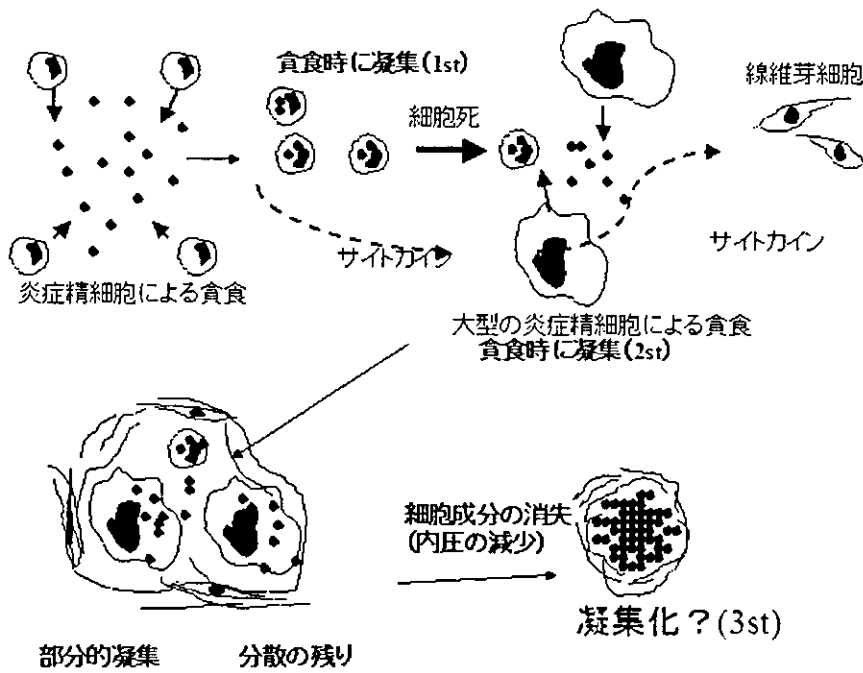 貪食時に凝集(1st)
細胞死
線維芽細胞
サイトカイン
サイトカイン
炎症精細胞による貪食
大型の炎症精細胞による貪食
貪食時に凝集(2st)
細胞成分の消失
(内圧の減少)
凝集化？(3st)
部分的凝集
分散の残り